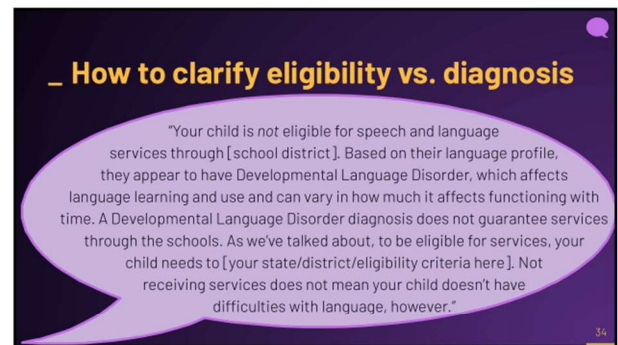 _ How to clarify eligibility vs. diagnosis
"Your child is not eligible for speech and language
services through [school district]. Based on their language profile,
they appear to have Developmental Language Disorder, which affects
language learning and use and can vary in how much it affects functioning with
time. A Developmental Language Disorder diagnosis does not guarantee services
through the schools. As we've talked about, to be eligible for services, your
child needs to [your state/district/eligibility criteria here]. Not
receiving services does not mean your child doesn't have
difficulties with language, however."
34